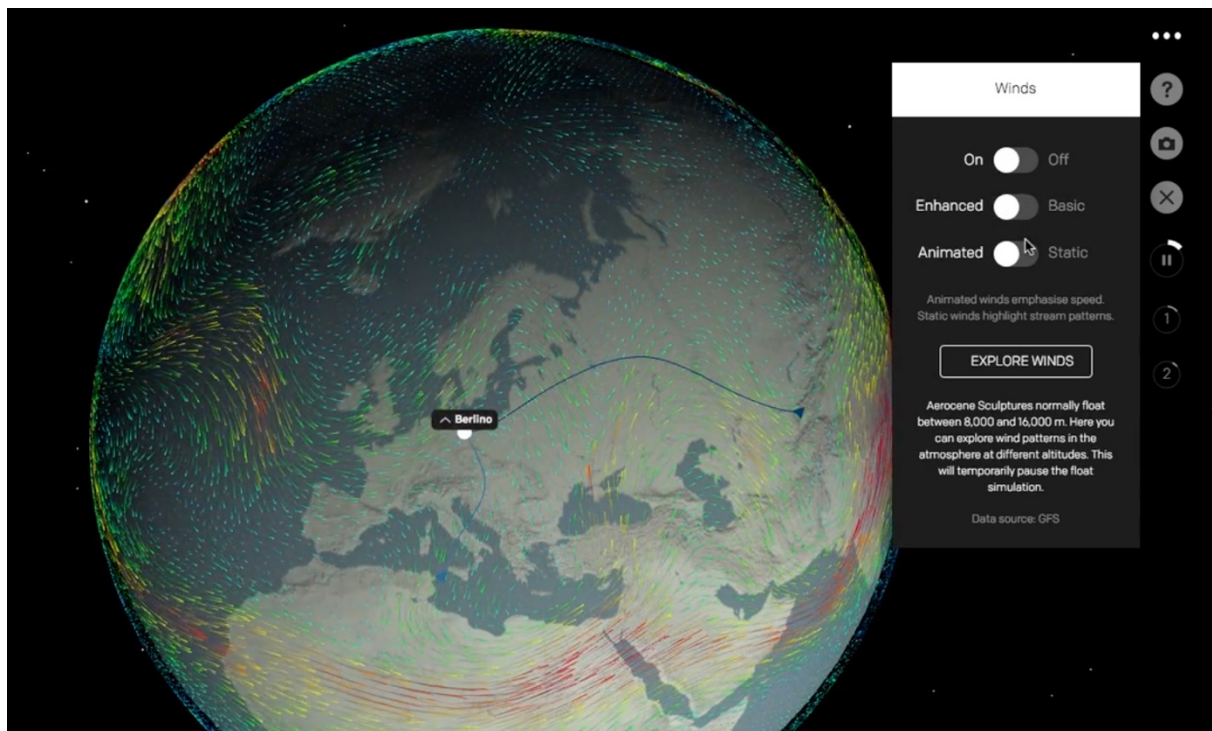 Winds
?
On Off
Enhanced Basic
Animated Static
1
Animated winds emphasise speed.
Static winds highlight stream patterns.
2
EXPLORE WINDS
Berlino
Aerocene Sculptures normally float
between 8,000 and 16,000 m. Here you
can explore wind patterns in the
atmosphere at different altitudes. This
will temporarily pause the float
simulation.
Data source: GFS